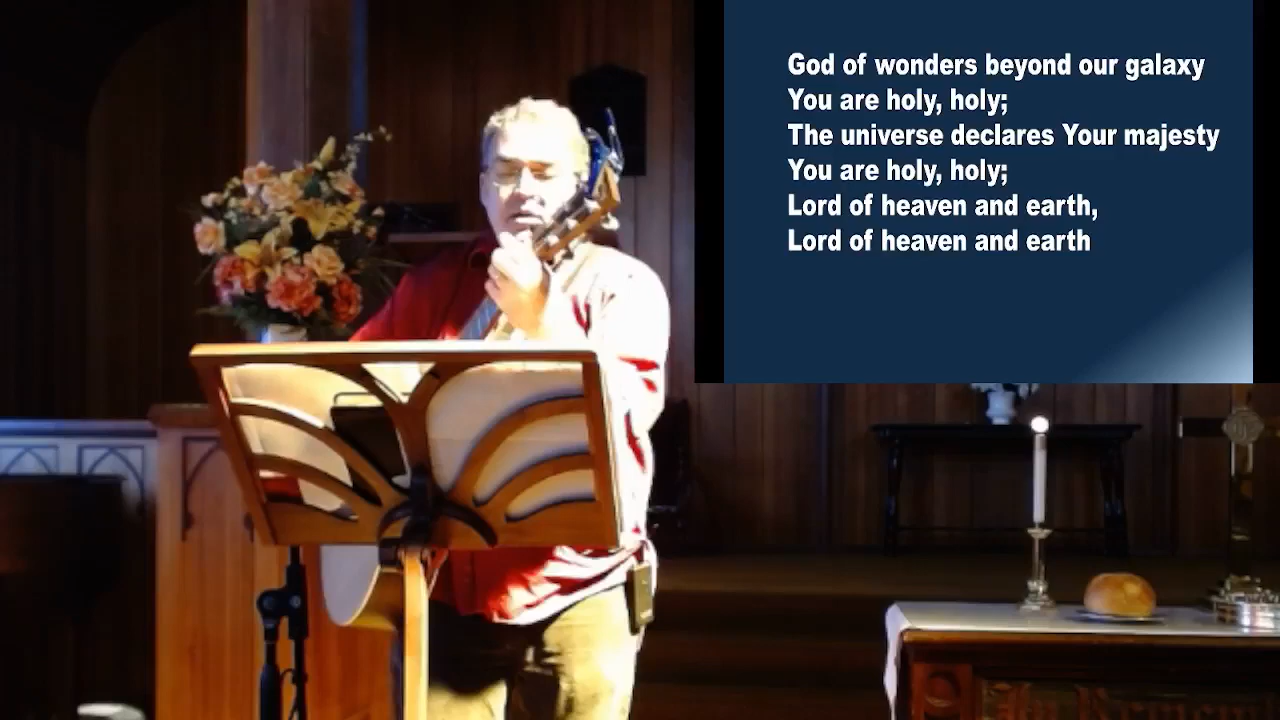 God of wonders beyond our galaxy
You are holy, holy;
The universe declares Your majesty
You are holy, holy;
Lord of heaven and earth,
Lord of heaven and earth